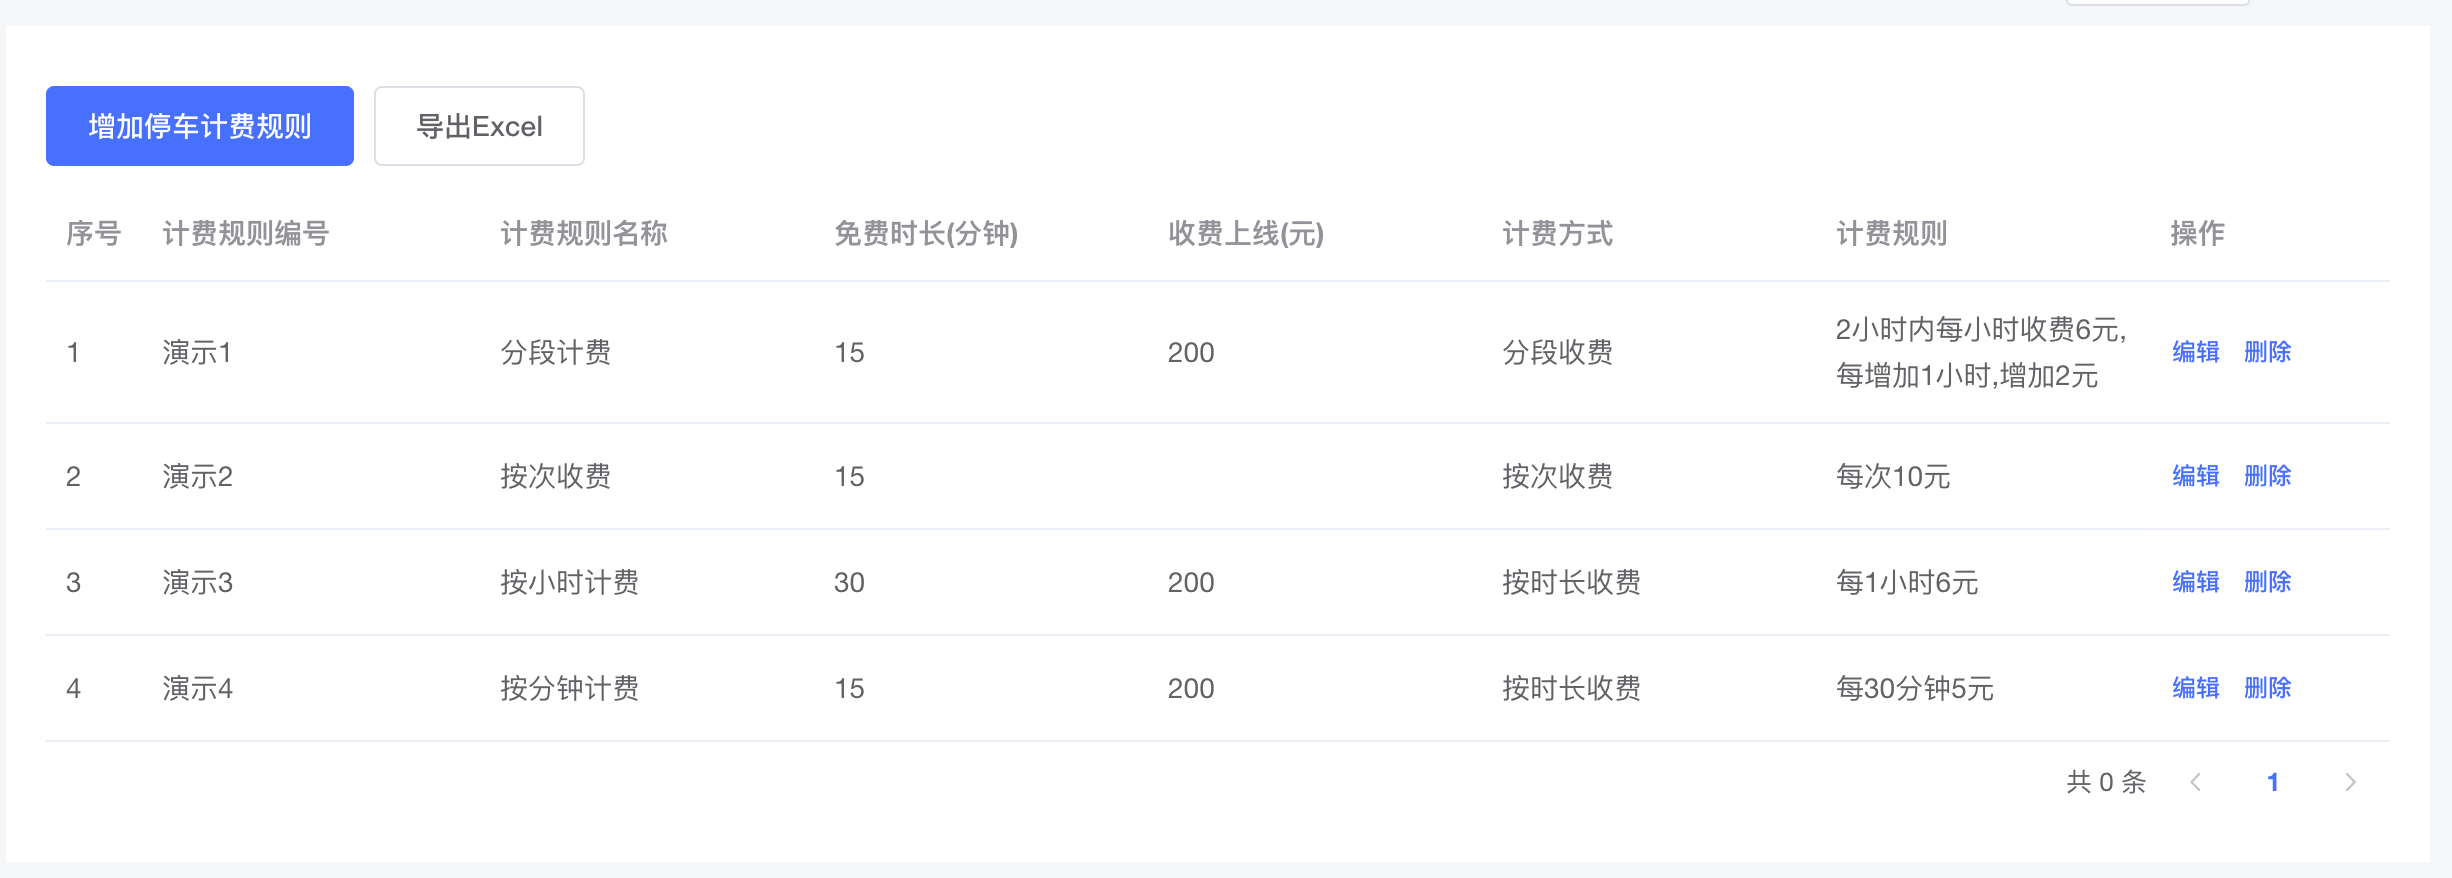 增加停车计费规则 导出Excel
序号 计费规则编号 计费规则名称 免费时长(分钟) 收费上线(元) 计费方式 计费规则 操作
1 演示1 分段计费 15 200 分段收费 2小时内每小时收费6元, 编辑 删除
每增加1小时,增加2元
2 演示2 按次收费 15 按次收费 每次10元 编辑 删除
3 演示3 按小时计费 30 200 按时长收费 每1小时6元 编辑 删除
4 演示4 按分钟计费 15 200 按时长收费 每30分钟5元 编辑 删除
共 0 条 1